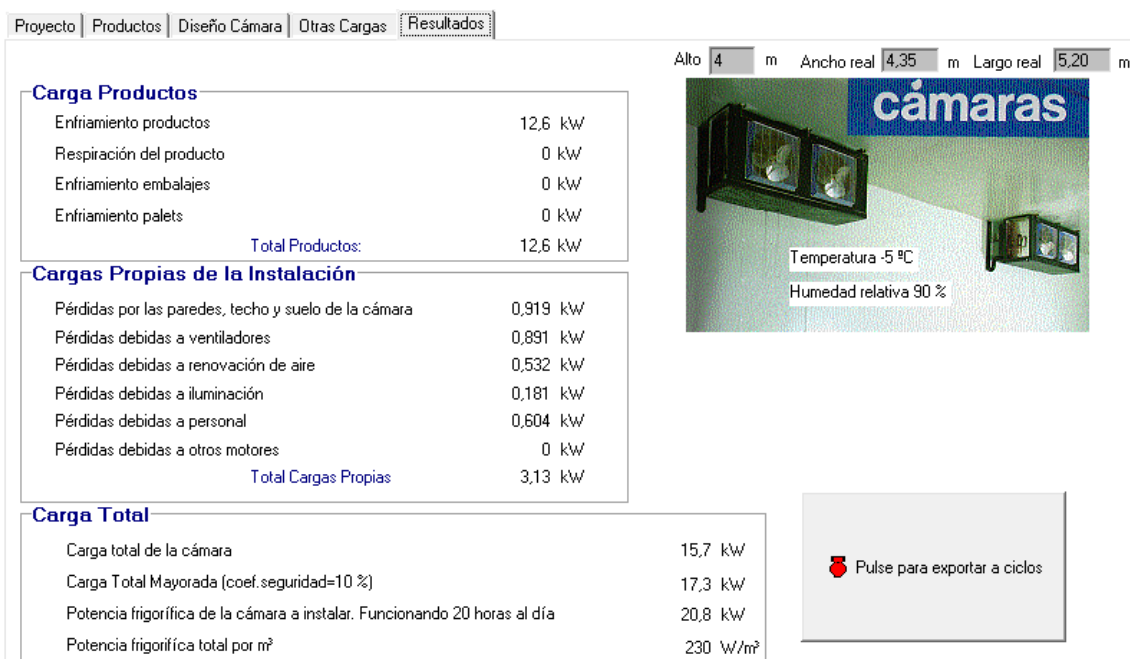 Proyecto Productos Diseño Cámara Otras Cargas Resultados
Alto 4 m Ancho real 4,35 m Largo real 5,20 m
Carga Productos
Enfriamiento productos 12,6 kW
Respiración del producto 0 kW
Enfriamiento embalajes 0 kW
Enfriamiento palets 0 kW
Total Productos: 12,6 kW
cámaras
Temperatura -5 ºC
Humedad relativa 90 %
Cargas Propias de la Instalación
Pérdidas por las paredes, techo y suelo de la cámara 0,919 kW
Pérdidas debidas a ventiladores 0,891 kW
Pérdidas debidas a renovación de aire 0,532 kW
Pérdidas debidas a iluminación 0,181 kW
Pérdidas debidas a personal 0,604 kW
Pérdidas debidas a otros motores 0 kW
Total Cargas Propias 3,13 kW
Carga Total
Carga total de la cámara 15,7 kW
Carga Total Mayorada (coef.seguridad=10 %) 17,3 kW
Potencia frigorífica de la cámara a instalar. Funcionando 20 horas al día 20,8 kW
Potencia frigorifíca total por m³ 230 W/m³
Pulse para exportar a ciclos